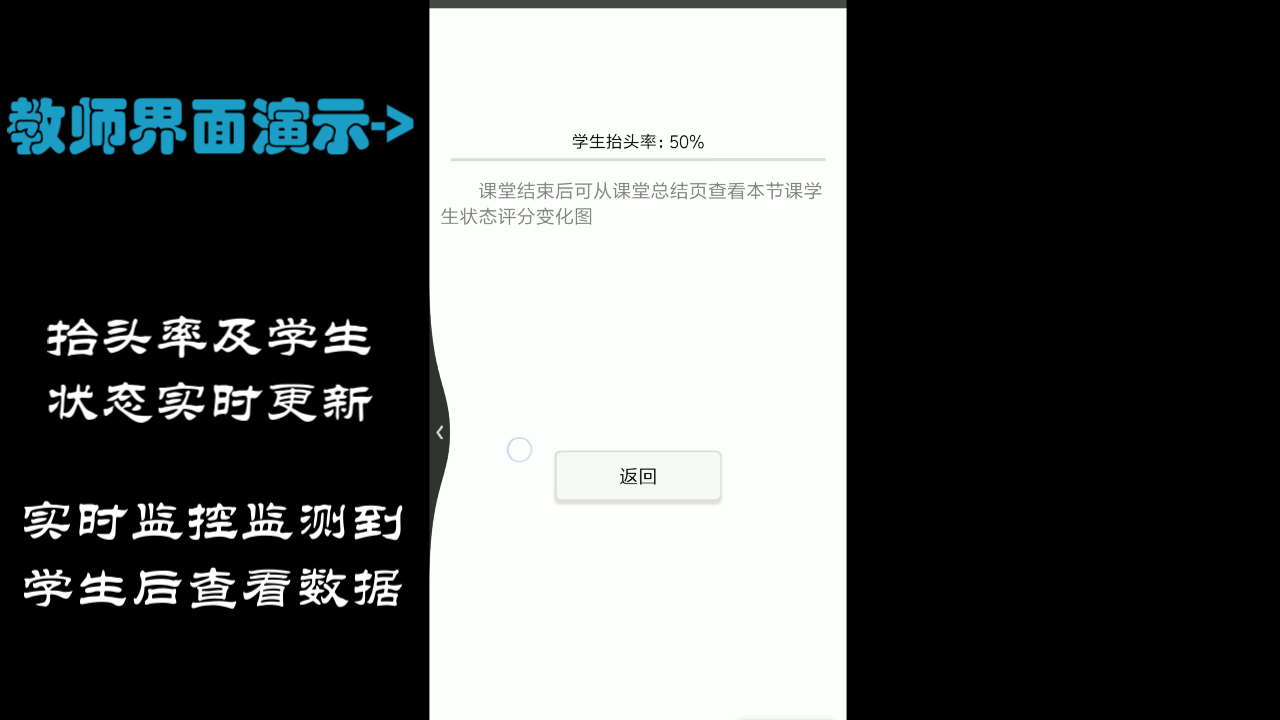 教师界面演示->
抬头率及学生
状态实时更新
实时监控监测到
学生后查看数据
学生抬头率: 50%
课堂结束后可从课堂总结页查看本节课学
生状态评分变化图
返回